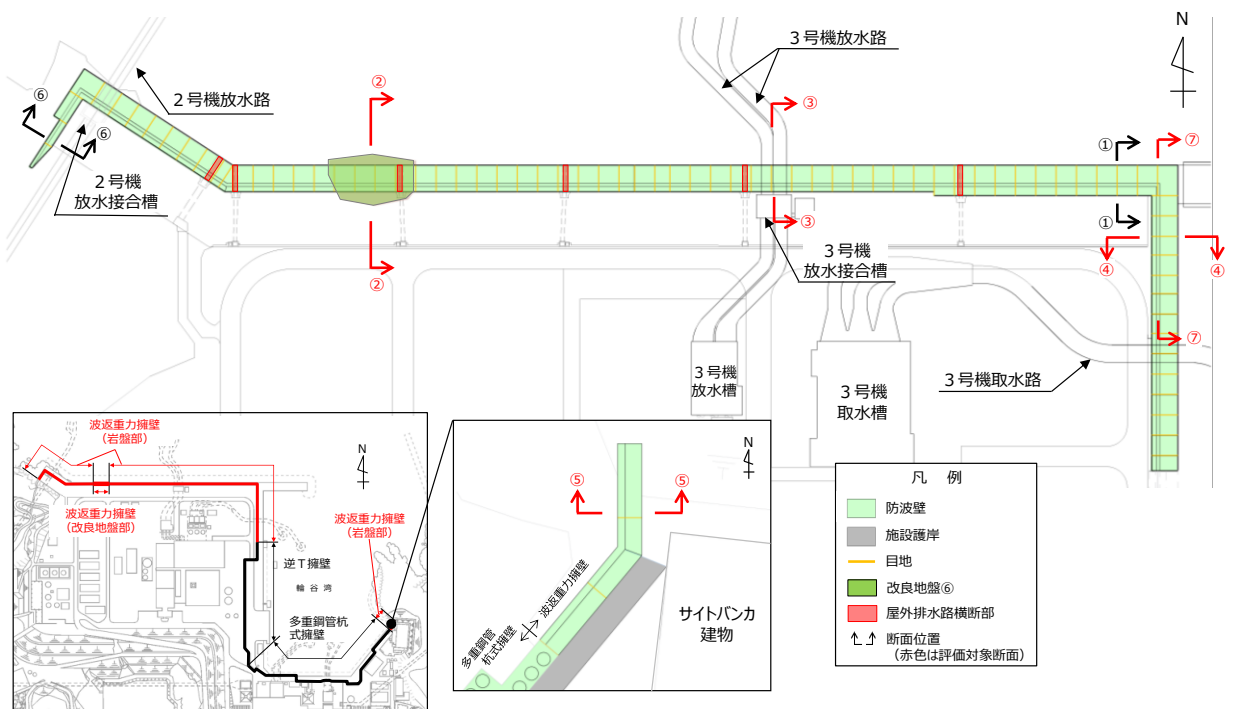 N
3号機放水路
2号機放水路
②
③
⑥
⑥
①
⑦
2号機
放水接合槽
③
①
②
④
④
3号機
放水接合槽
⑦
3号機
放水槽
3号機
取水槽
3号機取水路
波返重力擁壁
(岩盤部)
N
波返重力擁壁
(改良地盤部)
波返重力擁壁
(岩盤部)
逆T擁壁
輪谷湾
多重鋼管杭
式擁壁
N
⑤
⑤
波返重力擁壁
多重鋼管
杭式擁壁
サイトバンカ
建物
凡 例
防波壁
施設護岸
目地
改良地盤⑥
屋外排水路横断部
断面位置
(赤色は評価対象断面)